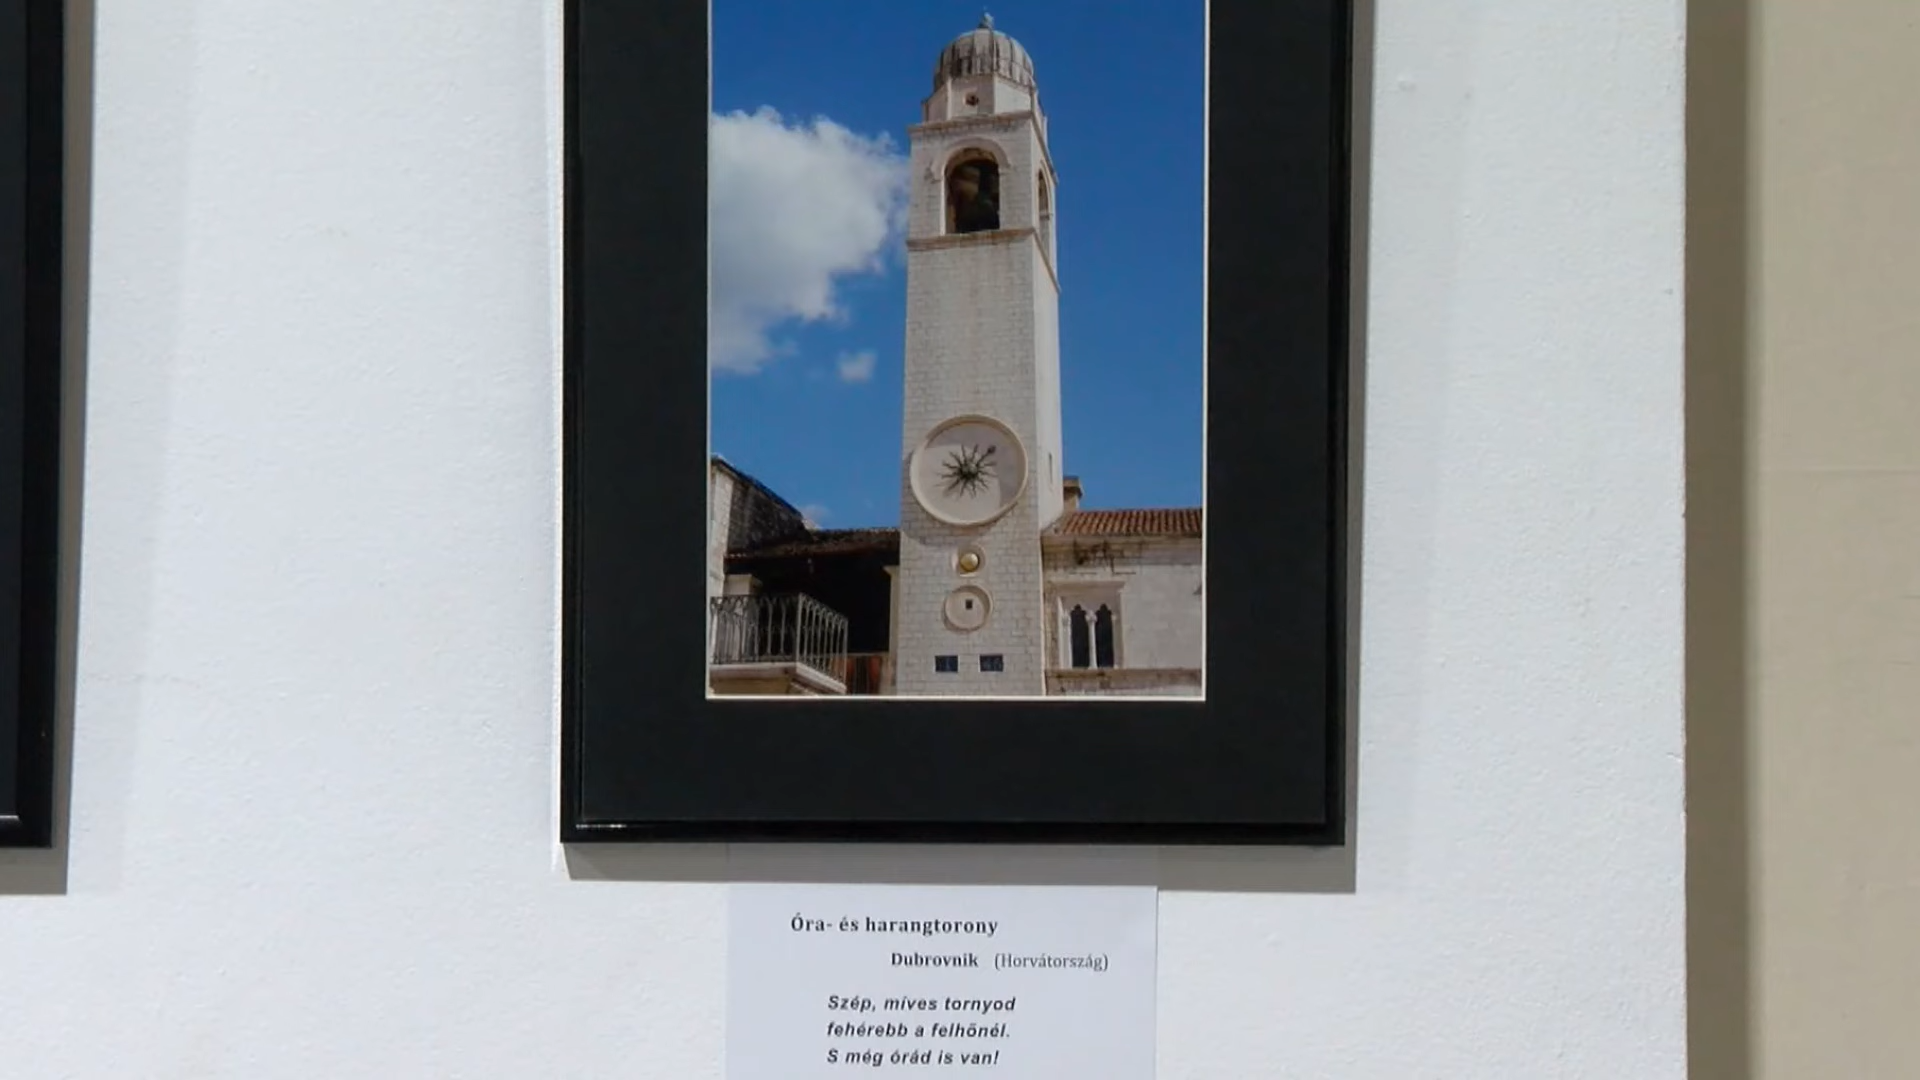 Óra- és harangtorony
Dubrovnik (Horvátország)
Szép, míves tornyod
fehérebb a felhőnél.
S még órád is van!